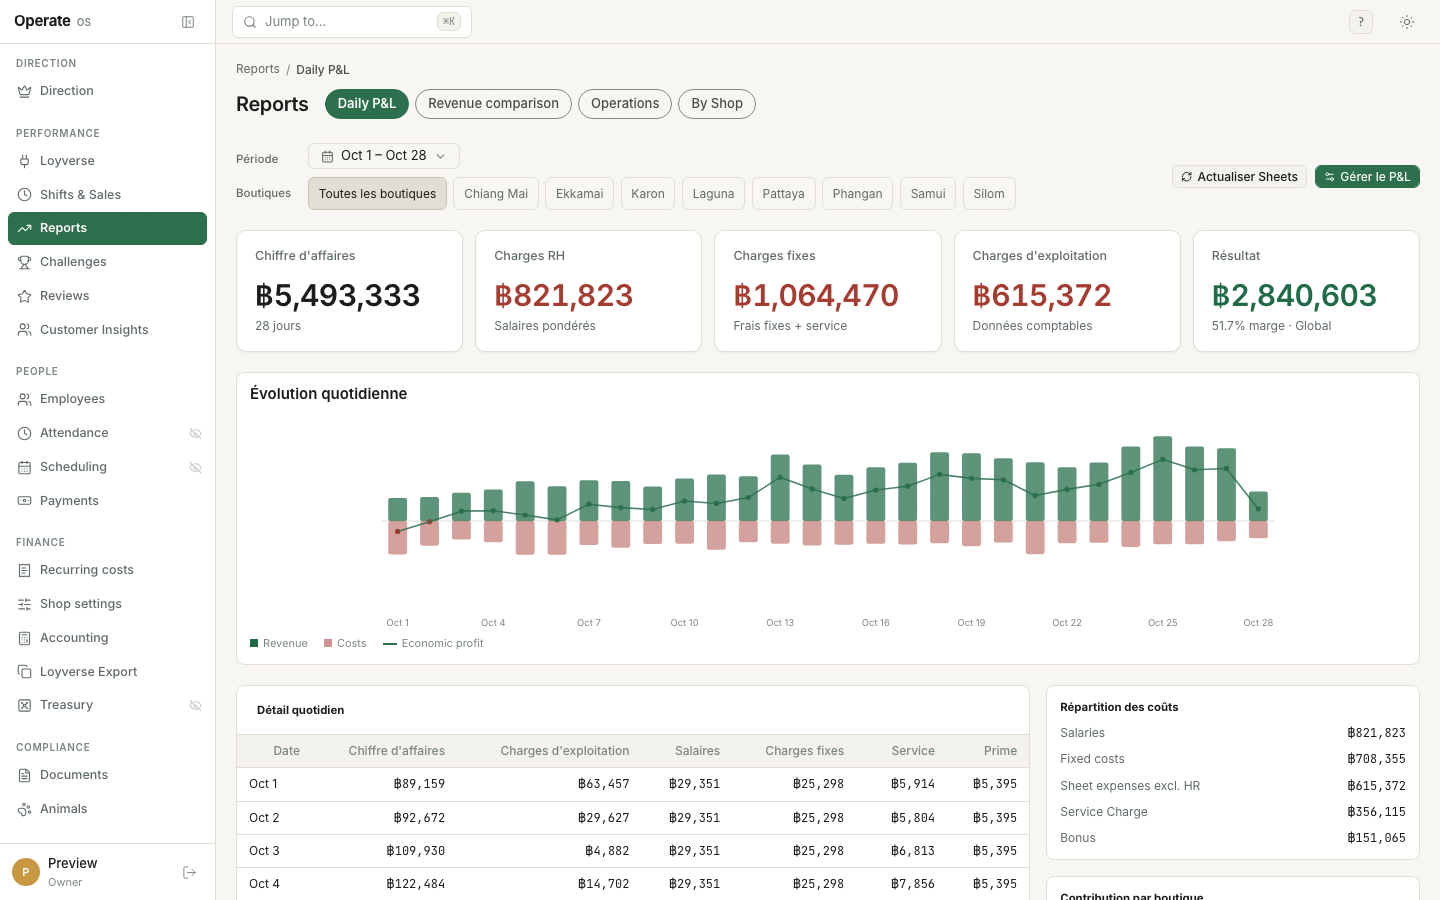 Operate os
Jump to... ⌘K ?
DIRECTION
Direction
PERFORMANCE
Loyverse
Shifts & Sales
Reports
Challenges
Reviews
Customer Insights
PEOPLE
Employees
Attendance
Scheduling
Payments
FINANCE
Recurring costs
Shop settings
Accounting
Loyverse Export
Treasury
COMPLIANCE
Documents
Animals
P Preview
Owner
Reports / Daily P&L
Reports Daily P&L Revenue comparison Operations By Shop
Période Oct 1 – Oct 28
Boutiques Toutes les boutiques Chiang Mai Ekkamai Karon Laguna Pattaya Phangan Samui Silom
Actualiser Sheets Gérer le P&L
Chiffre d'affaires
฿5,493,333
28 jours
Charges RH
฿821,823
Salaires pondérés
Charges fixes
฿1,064,470
Frais fixes + service
Charges d'exploitation
฿615,372
Données comptables
Résultat
฿2,840,603
51.7% marge · Global
Évolution quotidienne
Oct 1 Oct 4 Oct 7 Oct 10 Oct 13 Oct 16 Oct 19 Oct 22 Oct 25 Oct 28
Revenue Costs Economic profit
Détail quotidien
Date Chiffre d'affaires Charges d'exploitation Salaires Charges fixes Service Prime
Oct 1 ฿89,159 ฿63,457 ฿29,351 ฿25,298 ฿5,914 ฿5,395
Oct 2 ฿92,672 ฿29,627 ฿29,351 ฿25,298 ฿5,804 ฿5,395
Oct 3 ฿109,930 ฿4,882 ฿29,351 ฿25,298 ฿6,813 ฿5,395
Oct 4 ฿122,484 ฿14,702 ฿29,351 ฿25,298 ฿7,856 ฿5,395
Répartition des coûts
Salaries ฿821,823
Fixed costs ฿708,355
Sheet expenses excl. HR ฿615,372
Service Charge ฿356,115
Bonus ฿151,065
Contribution par boutique